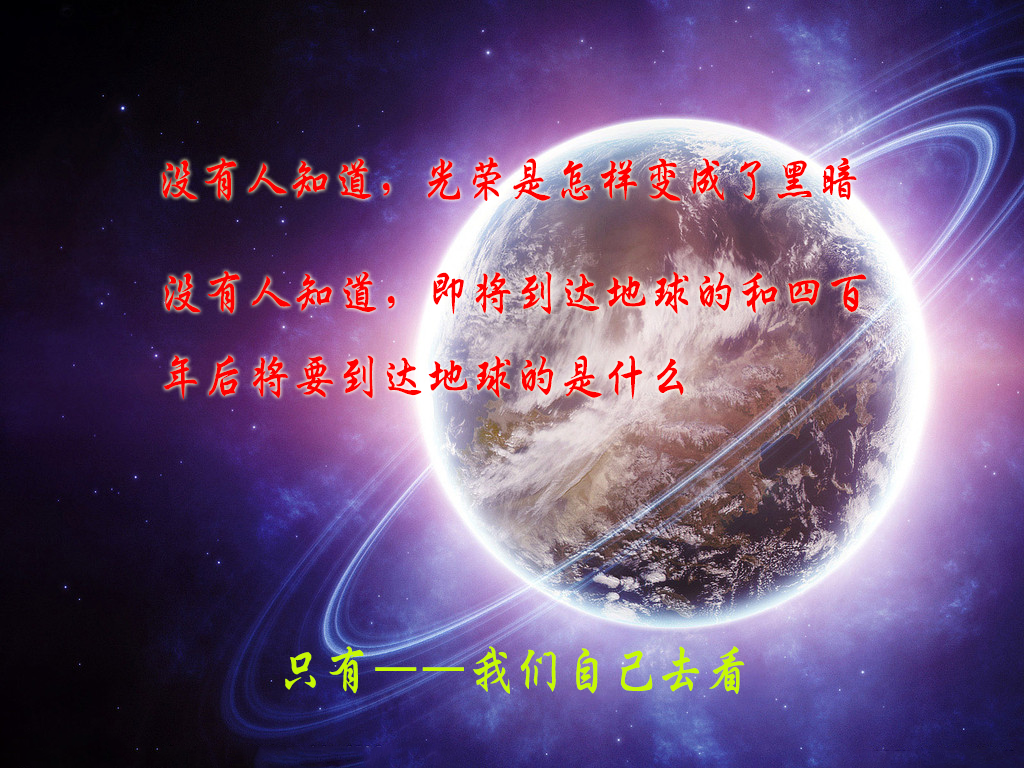 没有人知道，光荣是怎样变成了黑暗
没有人知道，即将到达地球的和四百
年后将要到达地球的是什么
只有——我们自己去看